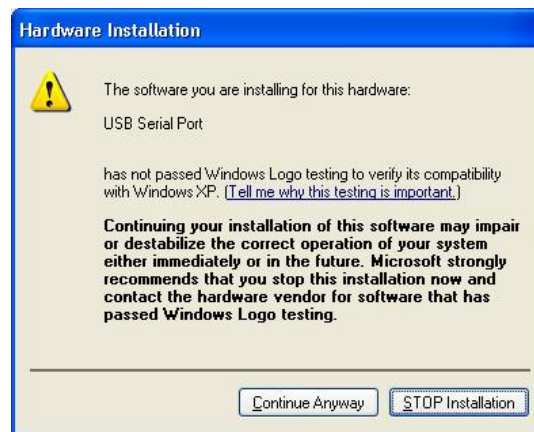 Hardware Installation
The software you are installing for this hardware:
USB Serial Port
has not passed Windows Logo testing to verify its compatibility
with Windows XP. (Tell me why this testing is important.)
Continuing your installation of this software may impair
or destabilize the correct operation of your system
either immediately or in the future. Microsoft strongly
recommends that you stop this installation now and
contact the hardware vendor for software that has
passed Windows Logo testing.
Continue Anyway
STOP Installation